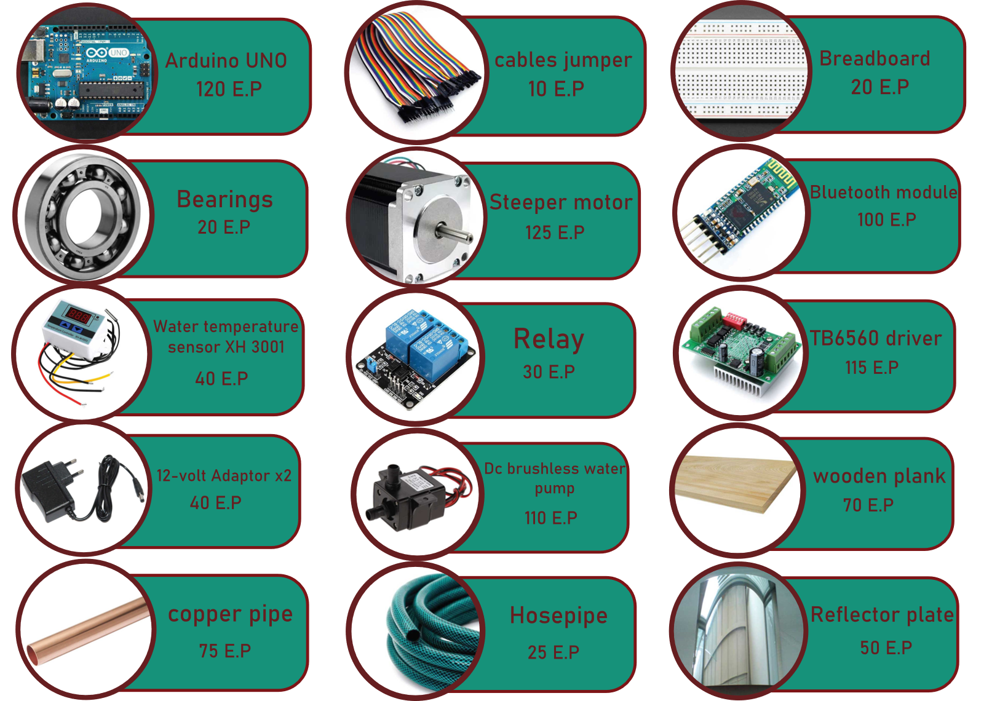 Arduino UNO
120 E.P
cables jumper
10 E.P
Breadboard
20 E.P
Bearings
20 E.P
Steeper motor
125 E.P
Bluetooth module
100 E.P
Water temperature
sensor XH 3001
40 E.P
Relay
30 E.P
TB6560 driver
115 E.P
12-volt Adaptor x2
40 E.P
Dc brushless water
pump
110 E.P
wooden plank
70 E.P
copper pipe
75 E.P
Hosepipe
25 E.P
Reflector plate
50 E.P
UNO
ARDUINO